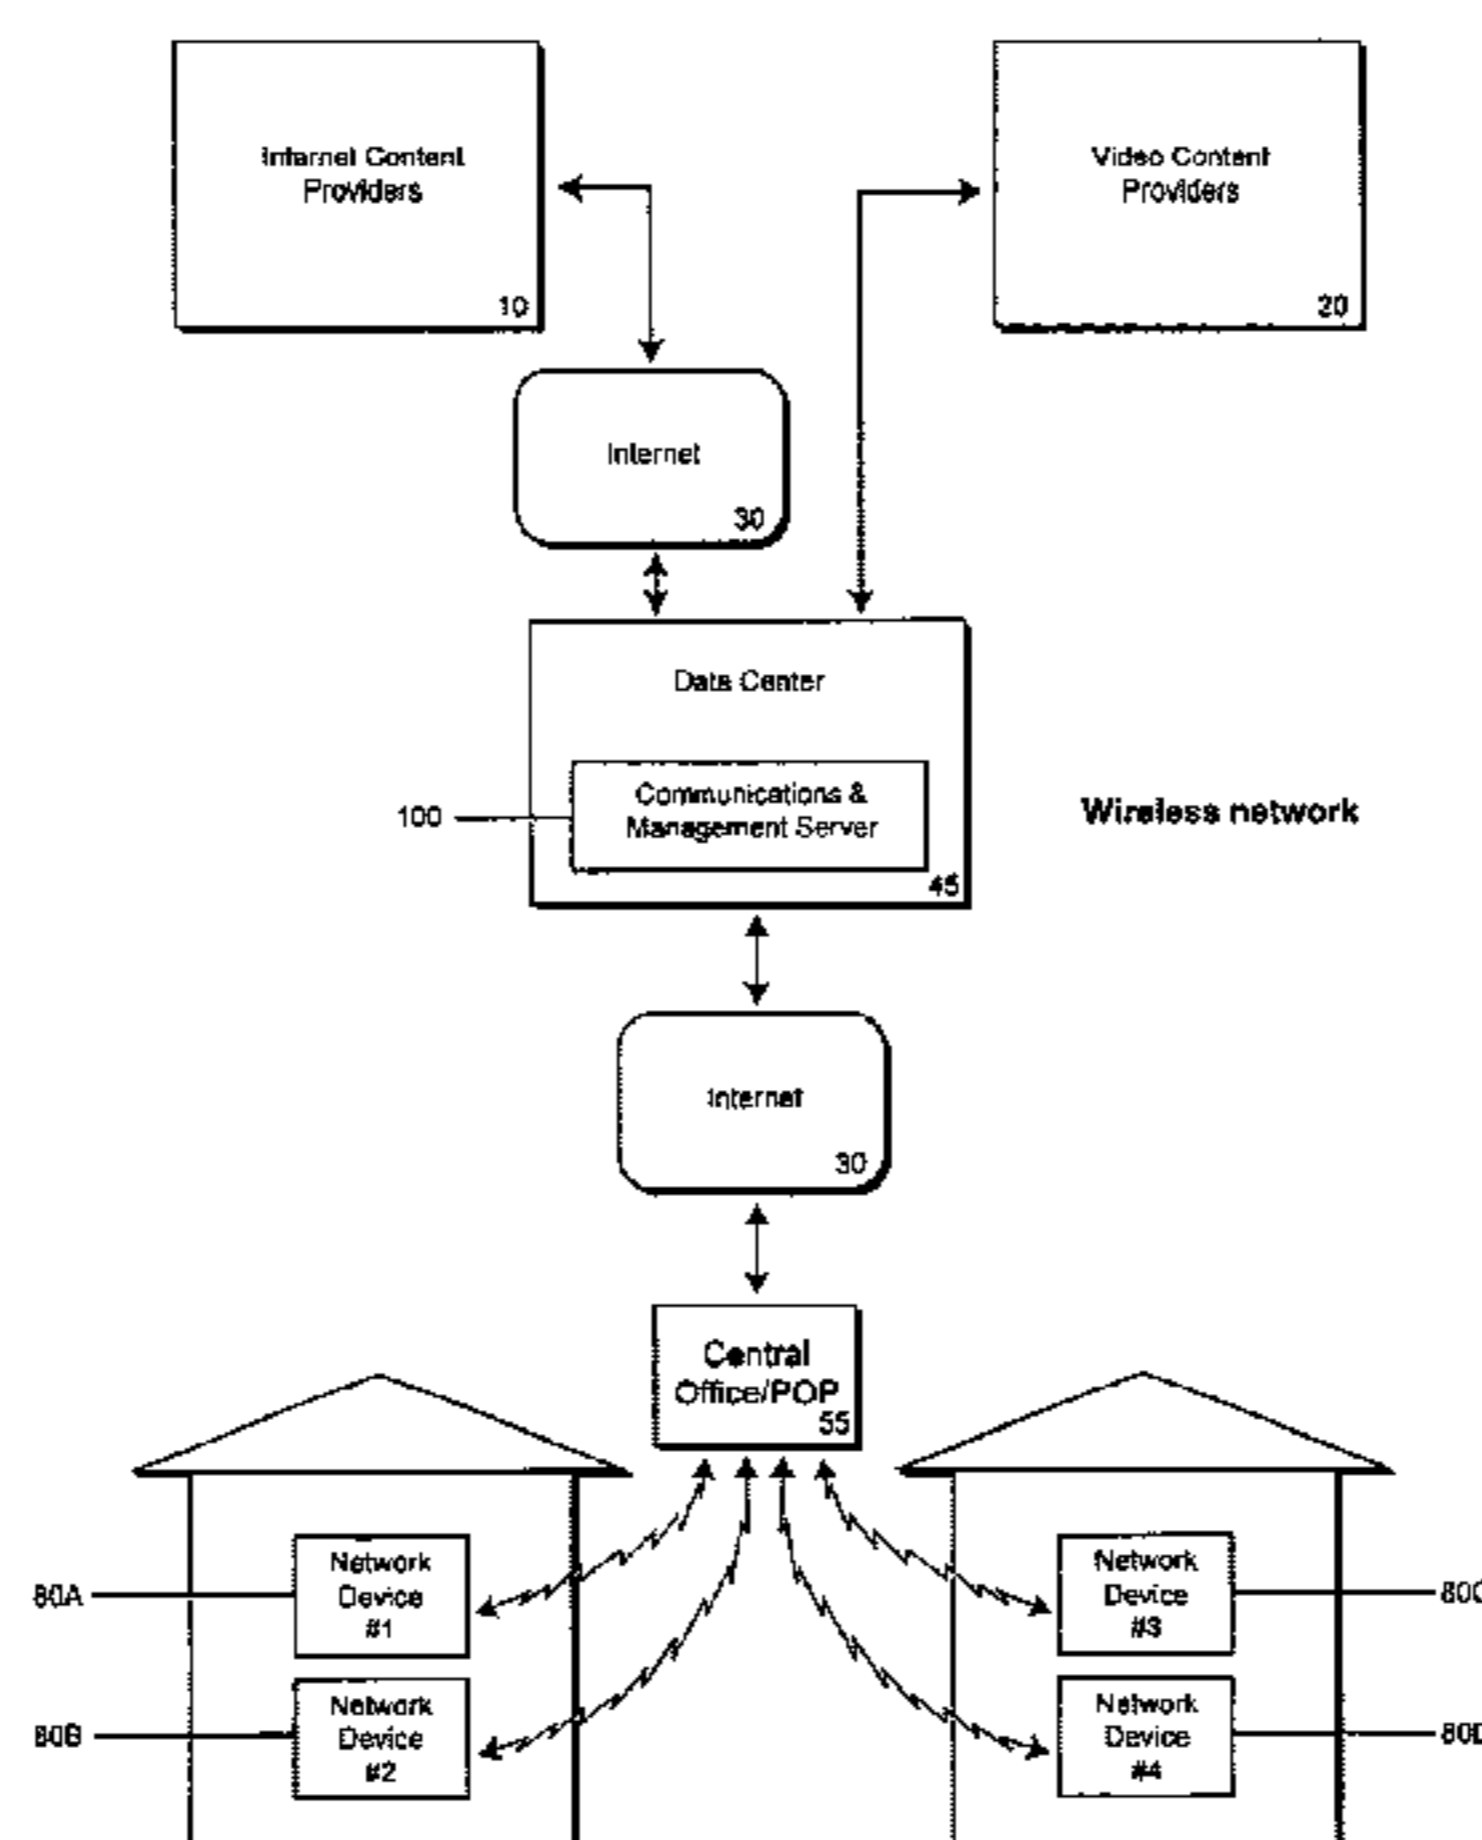 Internet Content
Providers
10
Video Content
Providers
20
Internet
30
Data Center
Communications &
Management Server
100
45
Wireless network
Internet
30
Central
Office/POP
55
Network
Device
#1
80A
Network
Device
#2
80B
Network
Device
#3
80C
Network
Device
#4
80D